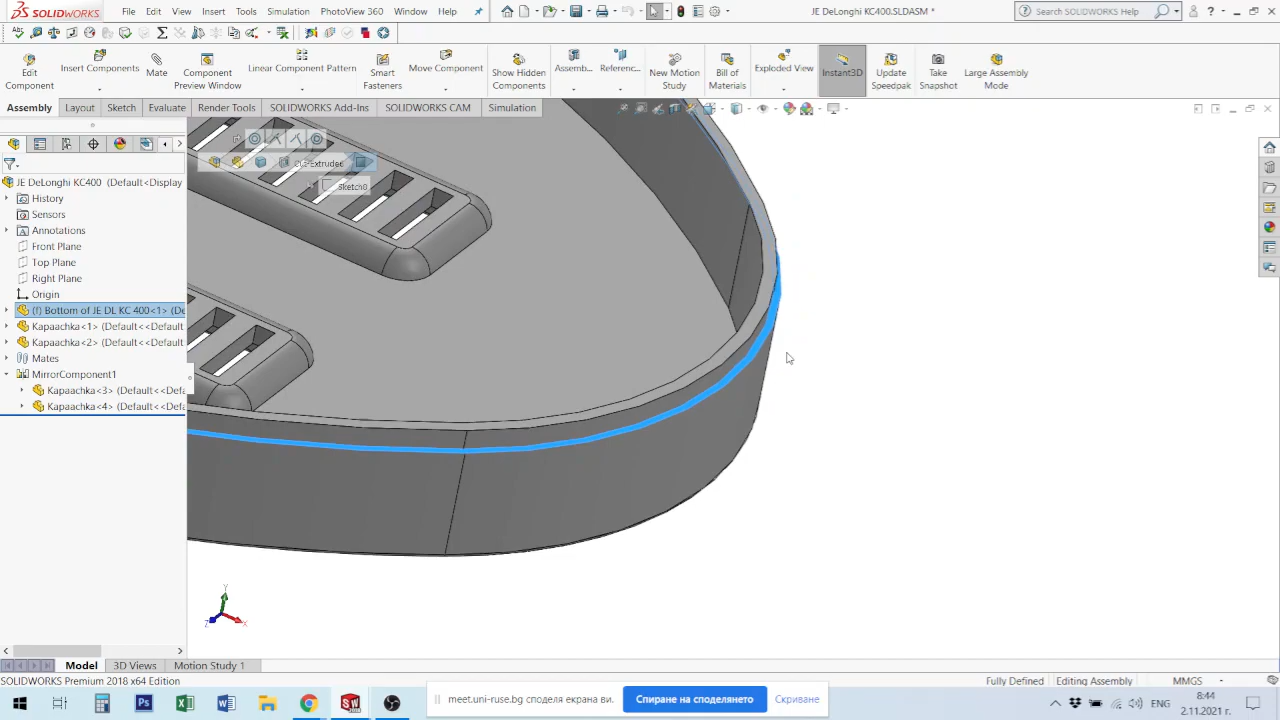 SOLIDWORKS
File Edit View Insert Tools Simulation PhotoView 360 Window Help
JE DeLonghi KC400.SLDASM *
Search SOLIDWORKS Help
Edit Component
Insert Components
Mate
Component Preview Window
Linear Component Pattern
Smart Fasteners
Move Component
Show Hidden Components
Assemb...
Referenc...
New Motion Study
Bill of Materials
Exploded View
Instant3D
Update Speedpak
Take Snapshot
Large Assembly Mode
Assembly Layout Sketch Evaluate Render Tools SOLIDWORKS Add-Ins SOLIDWORKS CAM Simulation
Sketch0
JE DeLonghi KC400 (Default<Display
History
Sensors
Annotations
Front Plane
Top Plane
Right Plane
Origin
(f) Bottom of JE DL KC 400<1> (De
Kapaachka<1> (Default<<Default
Kapaachka<2> (Default<<Default
Mates
MirrorComponent1
Kapaachka<3> (Default<<Defa
Kapaachka<4> (Default<<Defa
Y
X
Z
Model 3D Views Motion Study 1
SOLIDWORKS Premium 2018 x64 Edition
Fully Defined Editing Assembly MMGS
meet.uni-ruse.bg споделя екрана ви.
Спиране на споделянето
Скриване
ENG
8:44
2.11.2021 г.